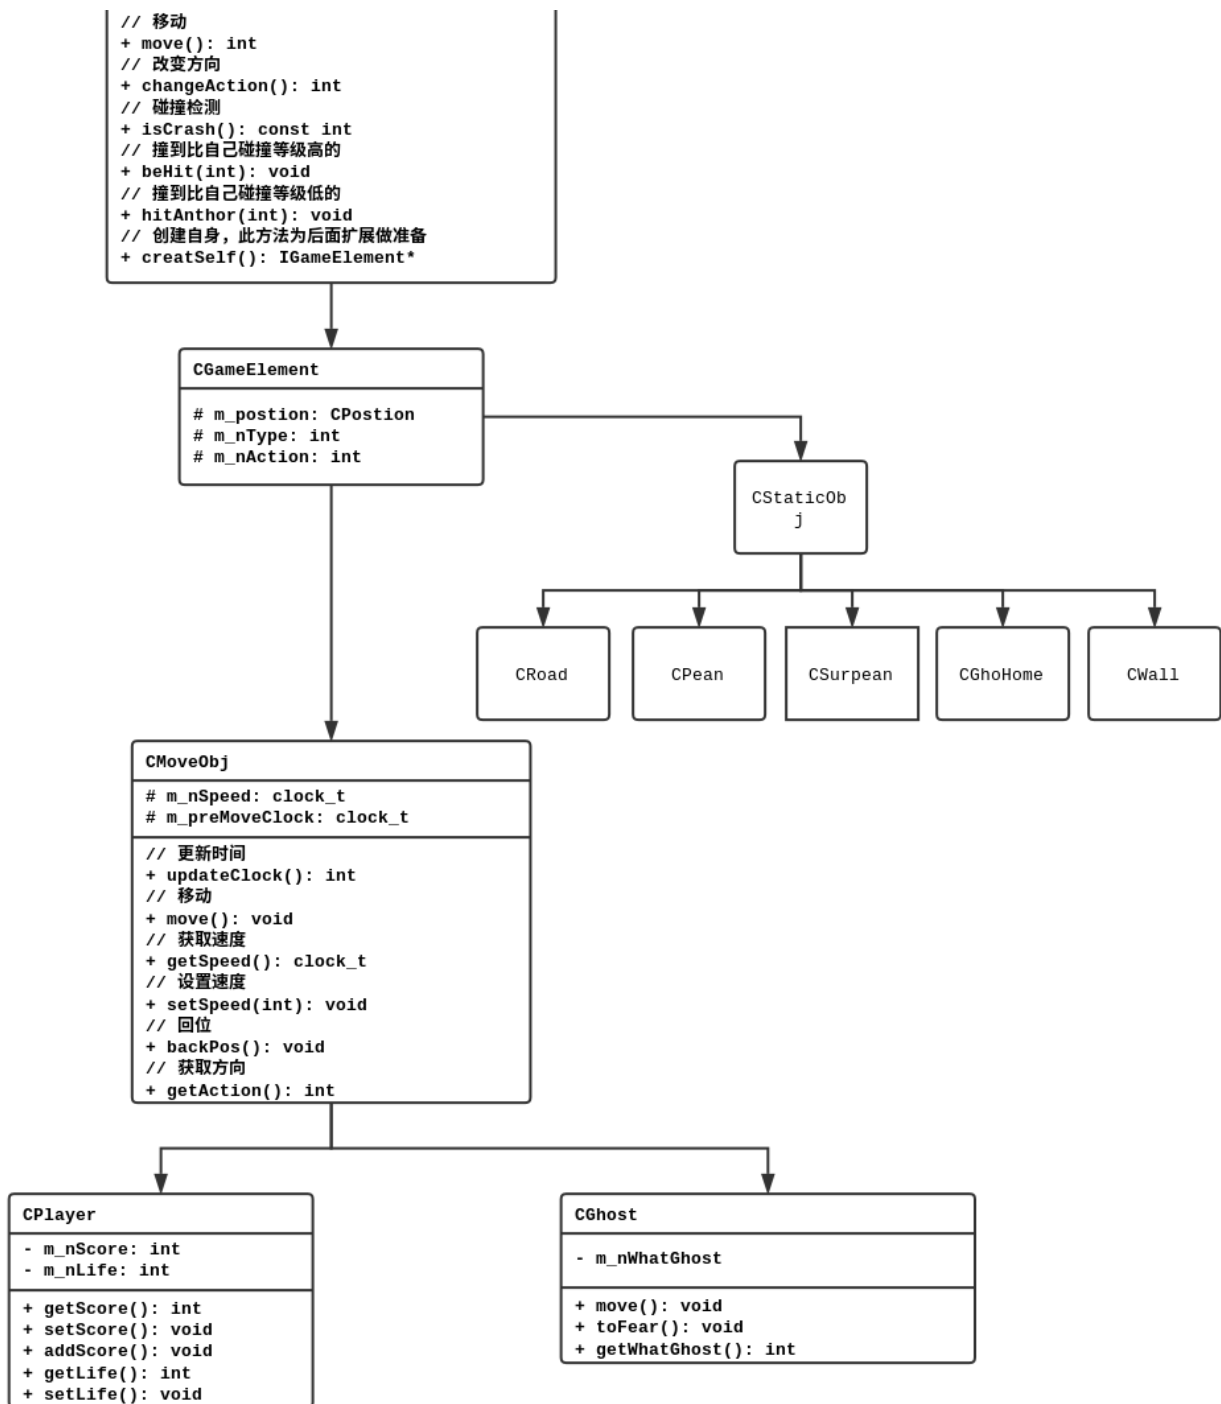 // 移动
+ move(): int
// 改变方向
+ changeAction(): int
// 碰撞检测
+ isCrash(): const int
// 撞到比自己碰撞等级高的
+ beHit(int): void
// 撞到比自己碰撞等级低的
+ hitAnthor(int): void
// 创建自身，此方法为后面扩展做准备
+ creatSelf(): IGameElement*
CGameElement
# m_postion: CPostion
# m_nType: int
# m_nAction: int
CStaticOb
j
CRoad
CPean
CSurpean
CGhoHome
CWall
CMoveObj
# m_nSpeed: clock_t
# m_preMoveClock: clock_t
// 更新时间
+ updateClock(): int
// 移动
+ move(): void
// 获取速度
+ getSpeed(): clock_t
// 设置速度
+ setSpeed(int): void
// 回位
+ backPos(): void
// 获取方向
+ getAction(): int
CPlayer
- m_nScore: int
- m_nLife: int
+ getScore(): int
+ setScore(): void
+ addScore(): void
+ getLife(): int
+ setLife(): void
CGhost
- m_nWhatGhost
+ move(): void
+ toFear(): void
+ getWhatGhost(): int